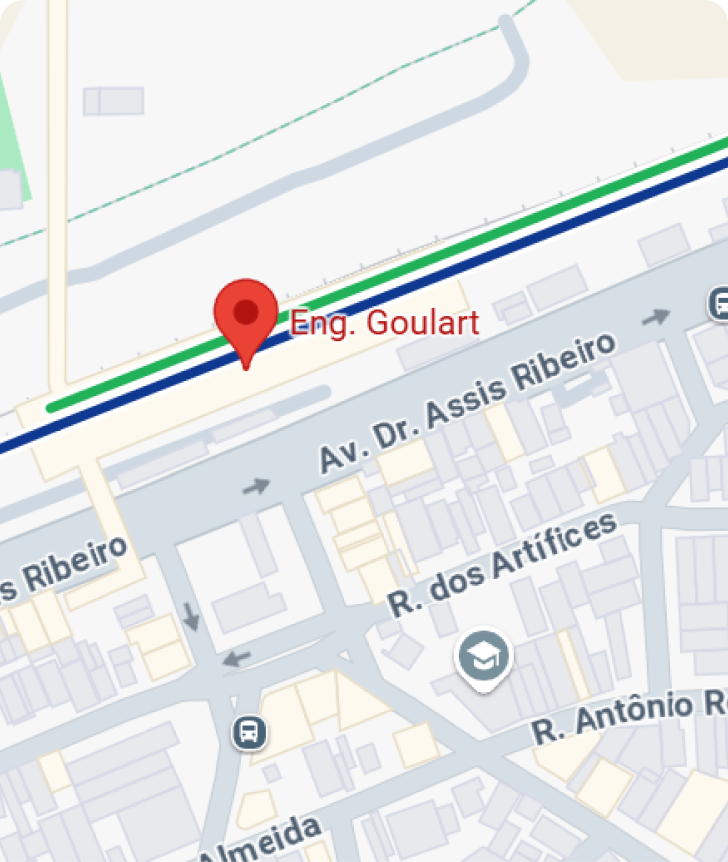 Eng. Goulart
Av. Dr. Assis Ribeiro
s Ribeiro
R. dos Artífices
R. Antônio R
Almeida